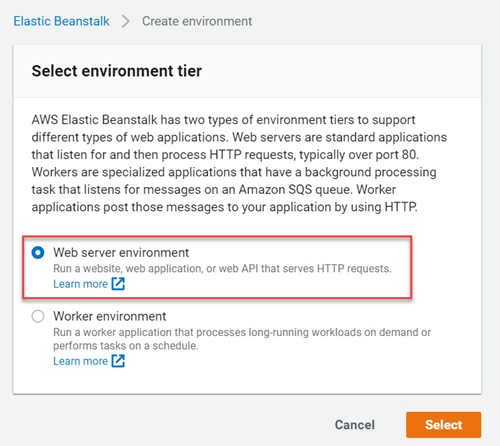 Elastic Beanstalk > Create environment
Select environment tier
AWS Elastic Beanstalk has two types of environment tiers to support
different types of web applications. Web servers are standard applications
that listen for and then process HTTP requests, typically over port 80.
Workers are specialized applications that have a background processing
task that listens for messages on an Amazon SQS queue. Worker
applications post those messages to your application by using HTTP.
Web server environment
Run a website, web application, or web API that serves HTTP requests.
Learn more
Worker environment
Run a worker application that processes long-running workloads on demand or
performs tasks on a schedule.
Learn more
Cancel Select